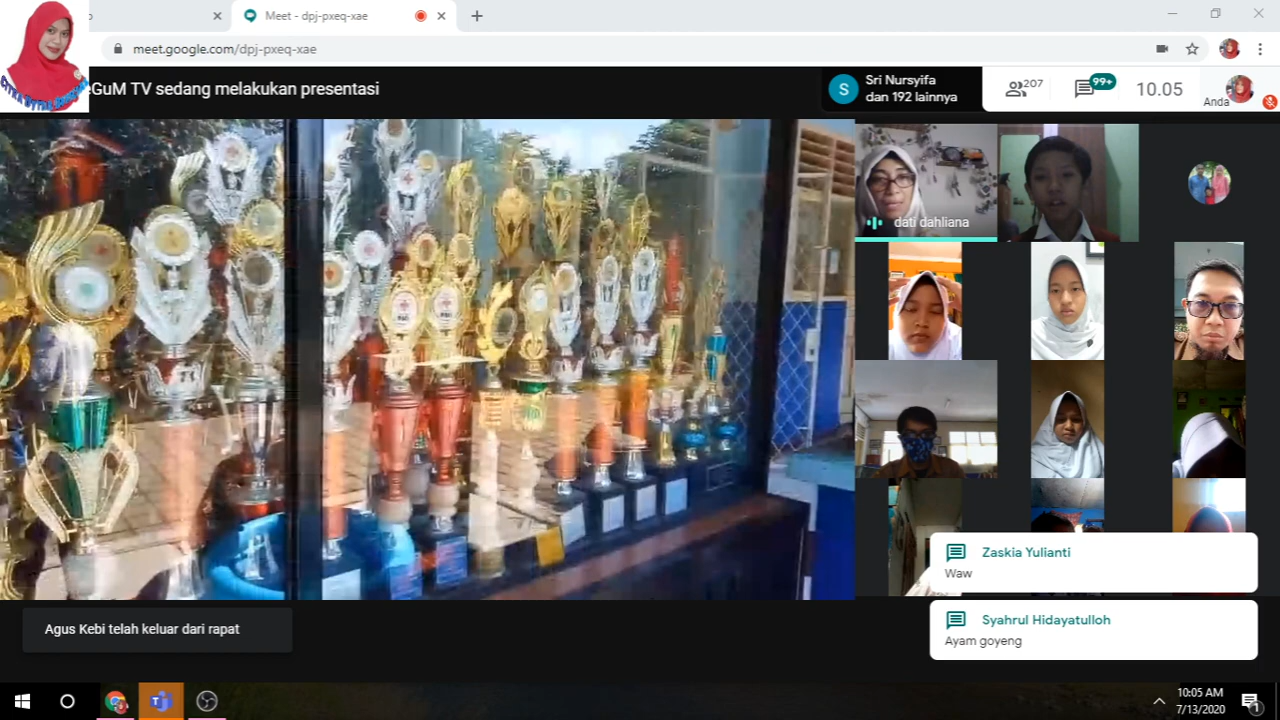 Meet - dpj-pxeq-xae
meet.google.com/dpj-pxeq-xae
eGuM TV sedang melakukan presentasi
S
Sri Nursyifa
dan 192 lainnya
207
99+
10.05
Anda
dati dahliana
Zaskia Yulianti
Waw
Syahrul Hidayatulloh
Ayam goyeng
Agus Kebi telah keluar dari rapat
10:05 AM
7/13/2020
1